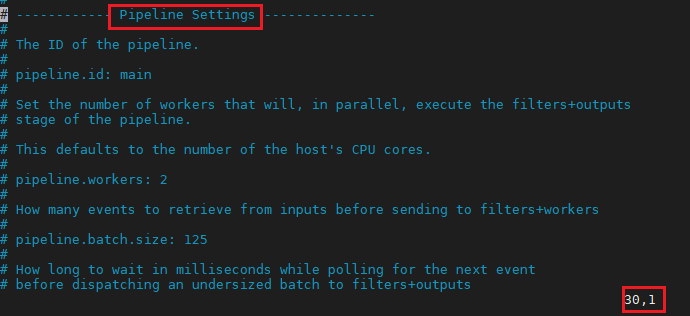 #
# ------------ Pipeline Settings --------------
#
# The ID of the pipeline.
#
# pipeline.id: main
#
# Set the number of workers that will, in parallel, execute the filters+outputs
# stage of the pipeline.
#
# This defaults to the number of the host's CPU cores.
#
# pipeline.workers: 2
#
# How many events to retrieve from inputs before sending to filters+workers
#
# pipeline.batch.size: 125
#
# How long to wait in milliseconds while polling for the next event
# before dispatching an undersized batch to filters+outputs
30,1